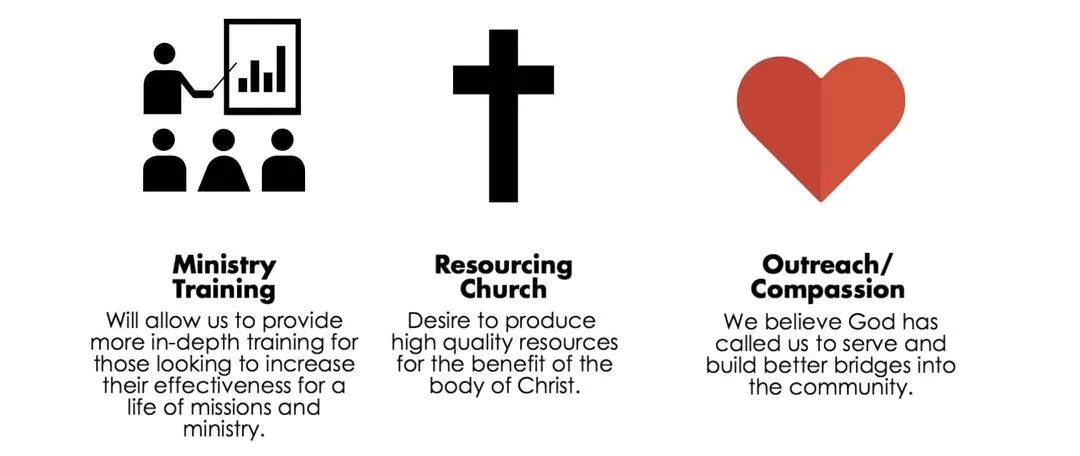 Ministry
Training
Will allow us to provide
more in-depth training for
those looking to increase
their effectiveness for a
life of missions and
ministry.
Resourcing
Church
Desire to produce
high quality resources
for the benefit of the
body of Christ.
Outreach/
Compassion
We believe God has
called us to serve and
build better bridges into
the community.